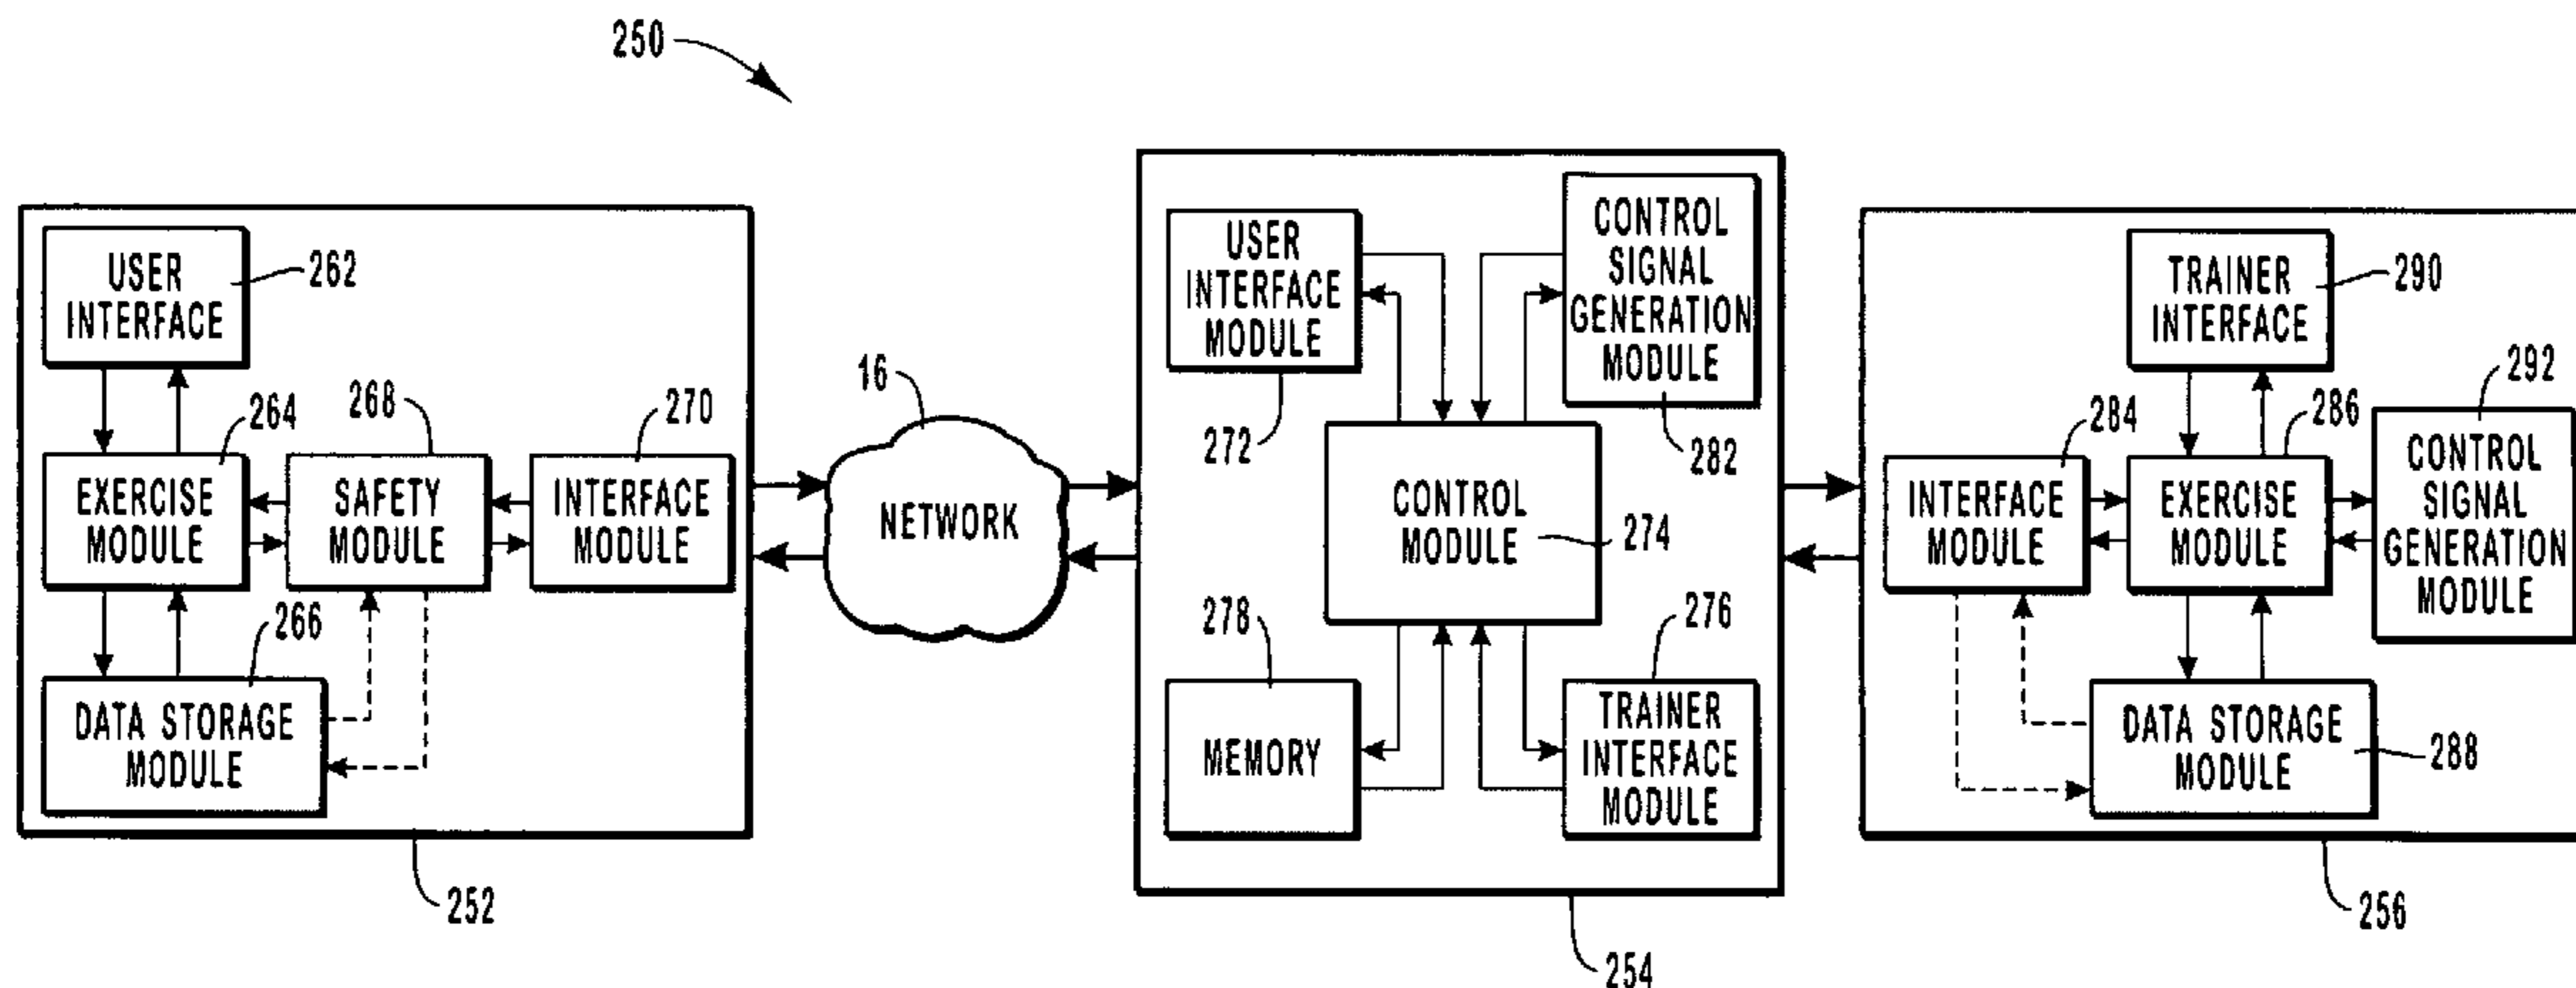 250
USER
INTERFACE
262
264
268
270
EXERCISE
MODULE
SAFETY
MODULE
INTERFACE
MODULE
266
DATA STORAGE
MODULE
252
16
NETWORK
USER
INTERFACE
MODULE
272
CONTROL
SIGNAL
GENERATION
MODULE
282
CONTROL
MODULE
274
278
MEMORY
276
TRAINER
INTERFACE
MODULE
254
TRAINER
INTERFACE
290
284
286
292
INTERFACE
MODULE
EXERCISE
MODULE
CONTROL
SIGNAL
GENERATION
MODULE
DATA STORAGE
MODULE
288
256